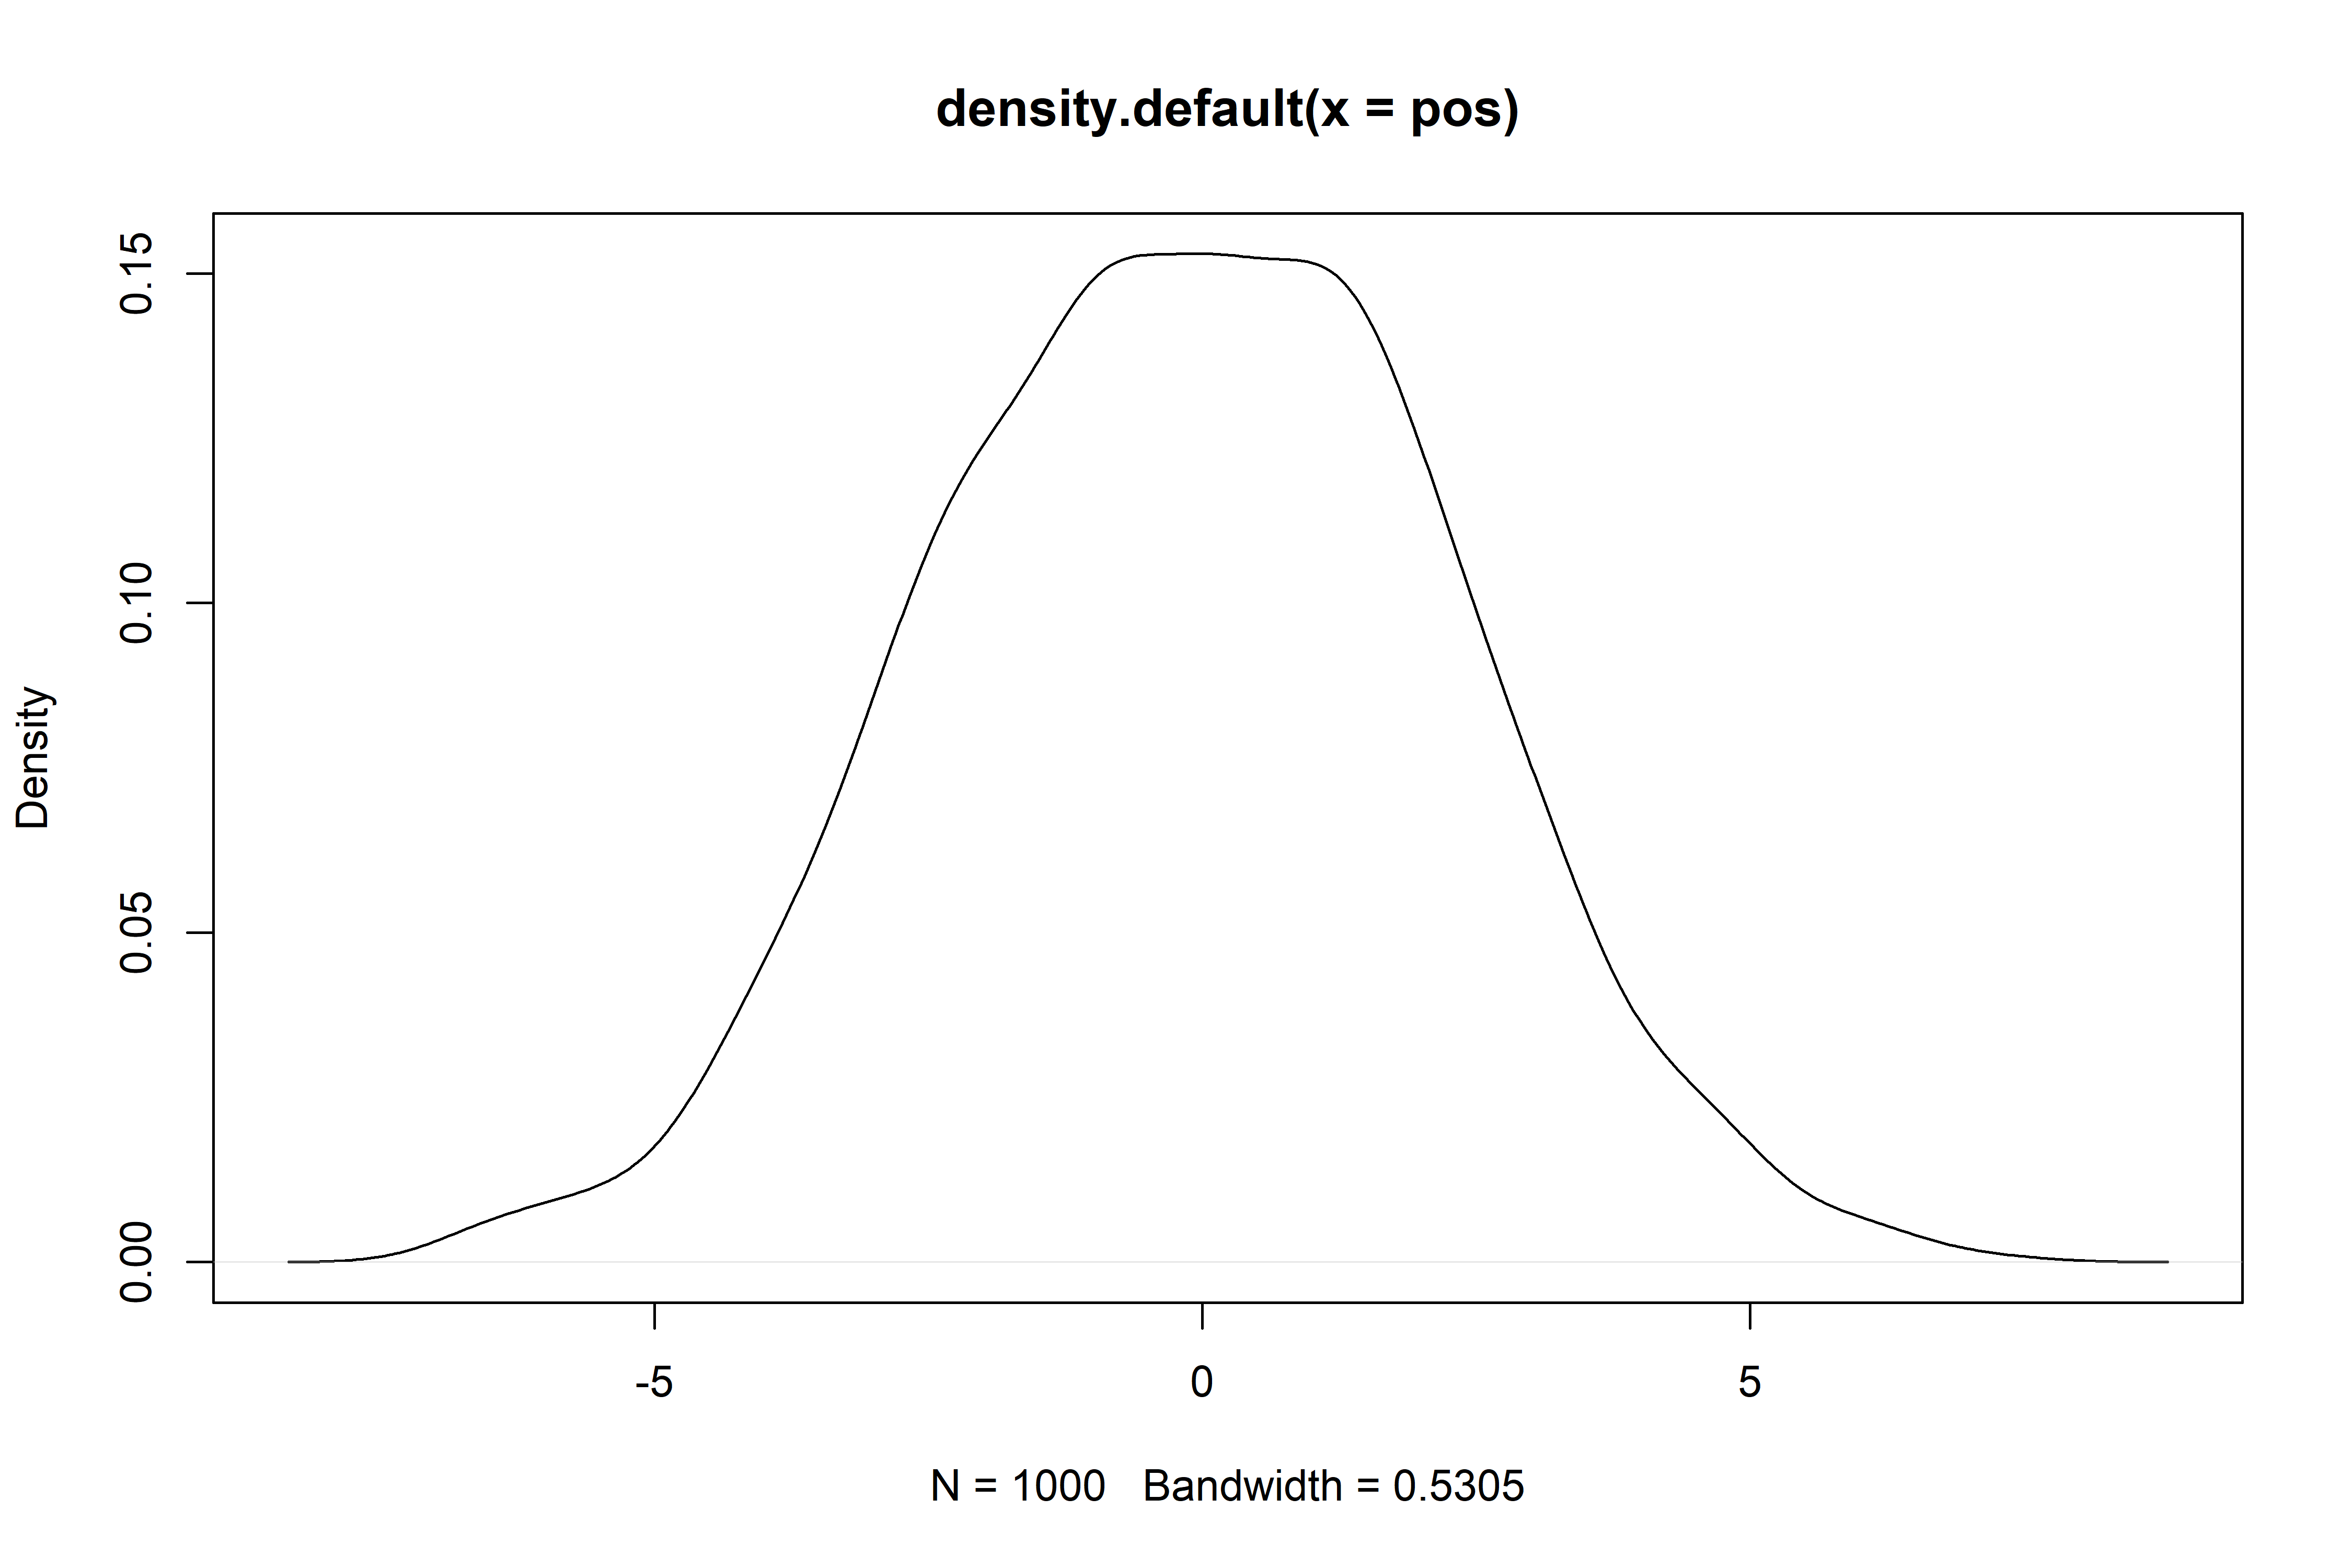 density.default(x = pos)
Density
0.15
0.10
0.05
0.00
-5 0 5
N = 1000 Bandwidth = 0.5305